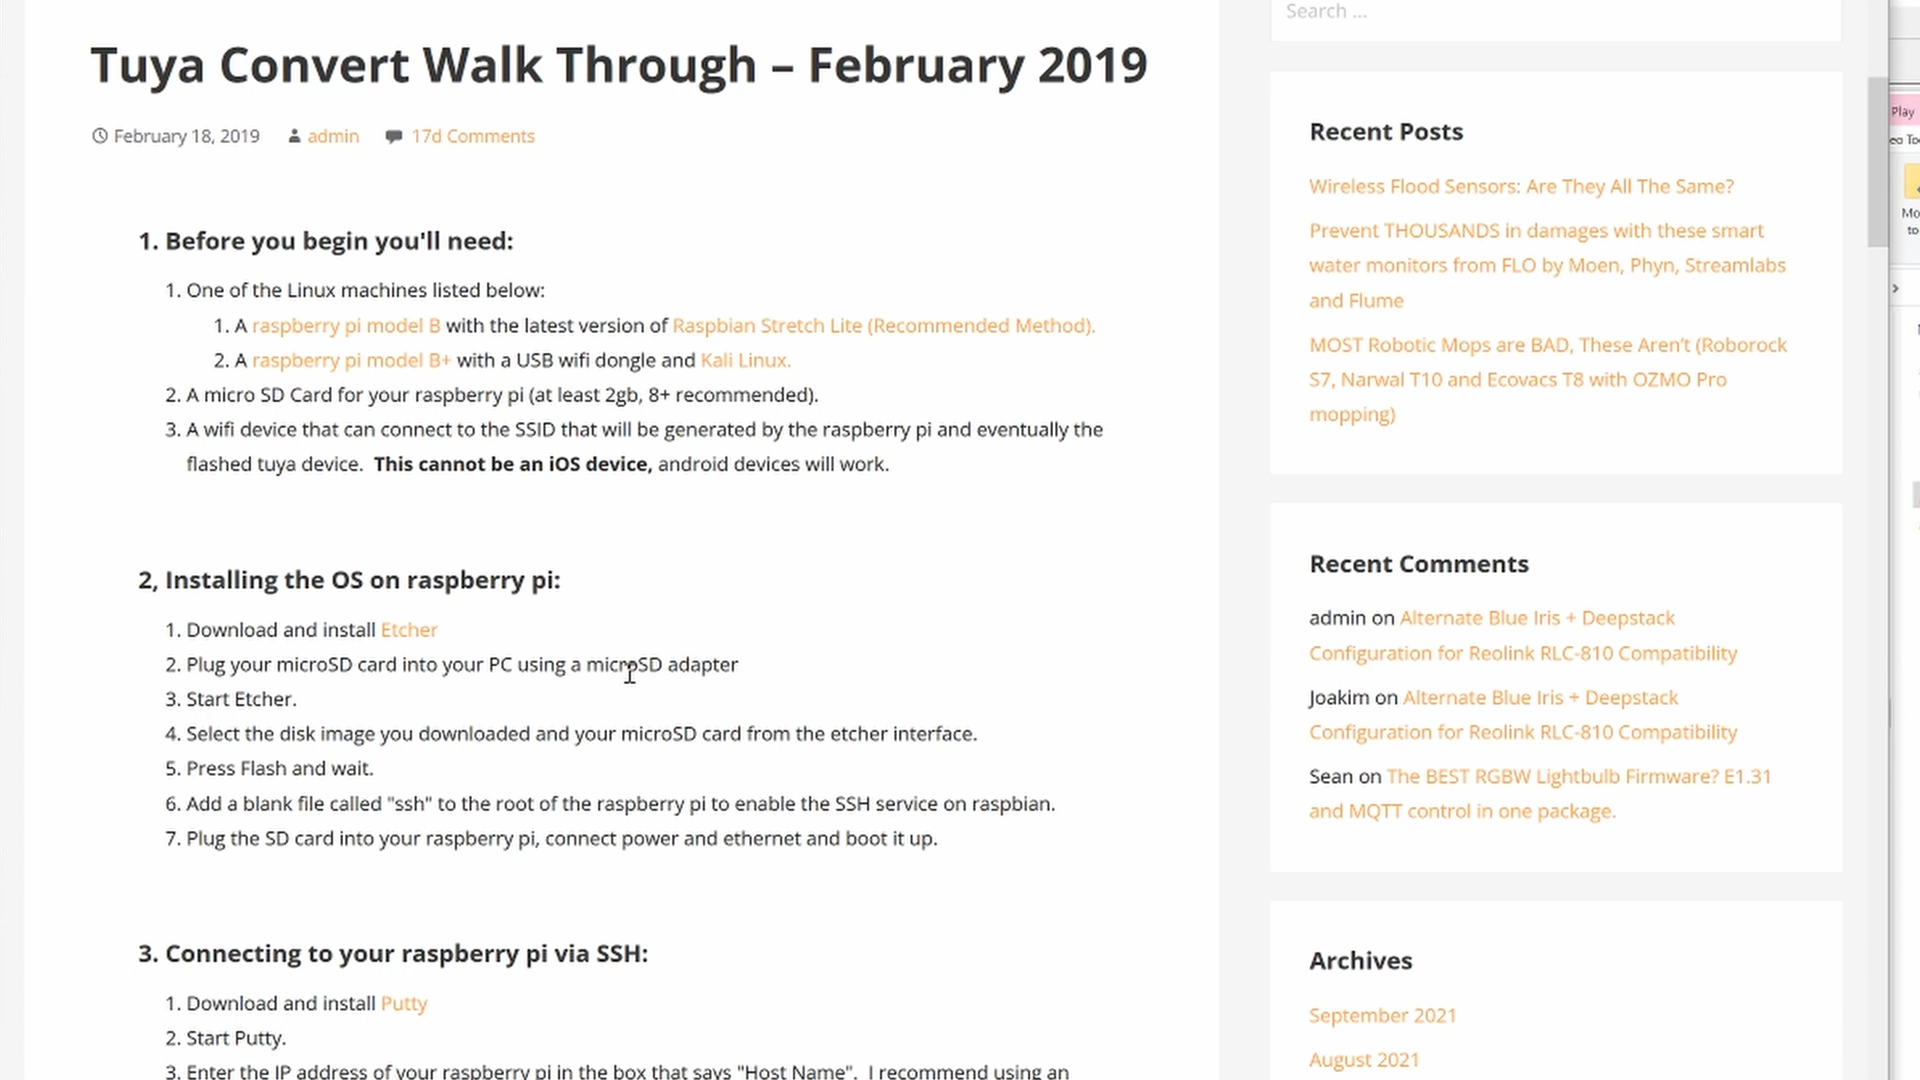 Search ...
Tuya Convert Walk Through – February 2019
February 18, 2019 admin 17d Comments
1. Before you begin you'll need:
1. One of the Linux machines listed below:
1. A raspberry pi model B with the latest version of Raspbian Stretch Lite (Recommended Method).
2. A raspberry pi model B+ with a USB wifi dongle and Kali Linux.
2. A micro SD Card for your raspberry pi (at least 2gb, 8+ recommended).
3. A wifi device that can connect to the SSID that will be generated by the raspberry pi and eventually the
flashed tuya device. This cannot be an iOS device, android devices will work.
2, Installing the OS on raspberry pi:
1. Download and install Etcher
2. Plug your microSD card into your PC using a microSD adapter
3. Start Etcher.
4. Select the disk image you downloaded and your microSD card from the etcher interface.
5. Press Flash and wait.
6. Add a blank file called "ssh" to the root of the raspberry pi to enable the SSH service on raspbian.
7. Plug the SD card into your raspberry pi, connect power and ethernet and boot it up.
3. Connecting to your raspberry pi via SSH:
1. Download and install Putty
2. Start Putty.
3. Enter the IP address of your raspberry pi in the box that says "Host Name". I recommend using an
Recent Posts
Wireless Flood Sensors: Are They All The Same?
Prevent THOUSANDS in damages with these smart
water monitors from FLO by Moen, Phyn, Streamlabs
and Flume
MOST Robotic Mops are BAD, These Aren't (Roborock
S7, Narwal T10 and Ecovacs T8 with OZMO Pro
mopping)
Recent Comments
admin on Alternate Blue Iris + Deepstack
Configuration for Reolink RLC-810 Compatibility
Joakim on Alternate Blue Iris + Deepstack
Configuration for Reolink RLC-810 Compatibility
Sean on The BEST RGBW Lightbulb Firmware? E1.31
and MQTT control in one package.
Archives
September 2021
August 2021
Play
eo To
Mo
to